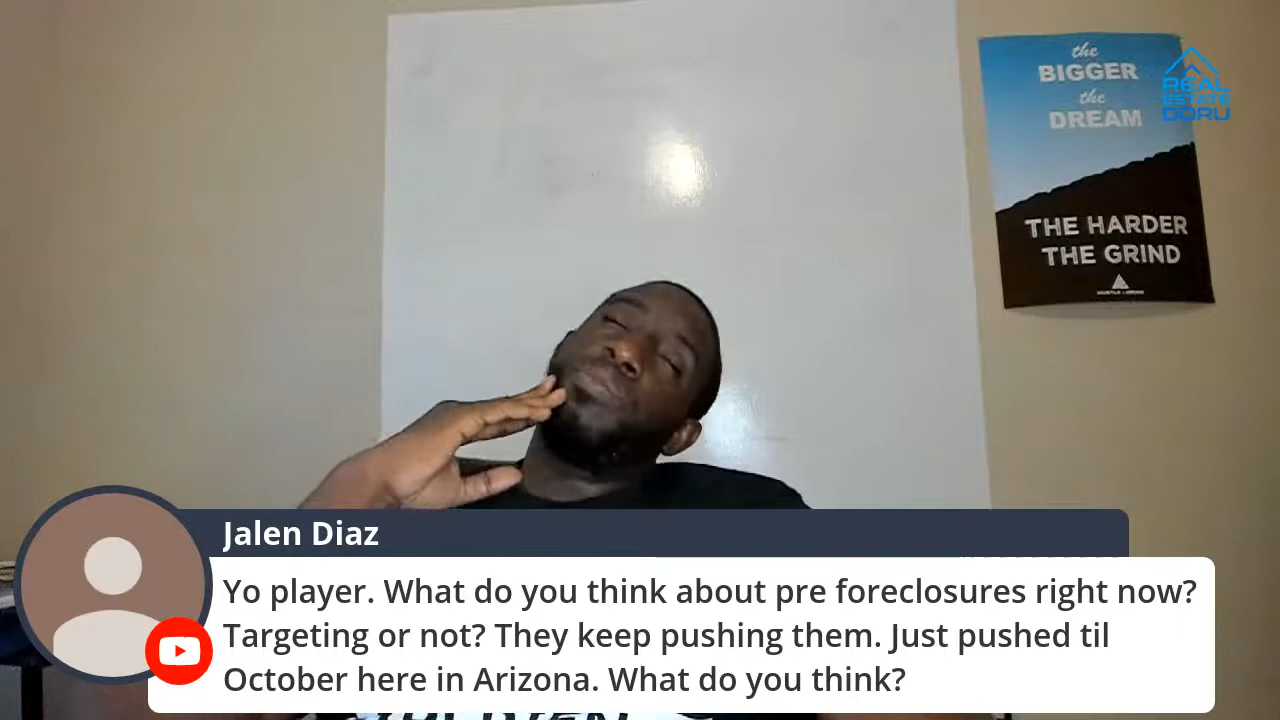 the
BIGGER
the
DREAM
THE HARDER
THE GRIND
REAL
ESTATE
DORU
Jalen Diaz
Yo player. What do you think about pre foreclosures right now?
Targeting or not? They keep pushing them. Just pushed til
October here in Arizona. What do you think?